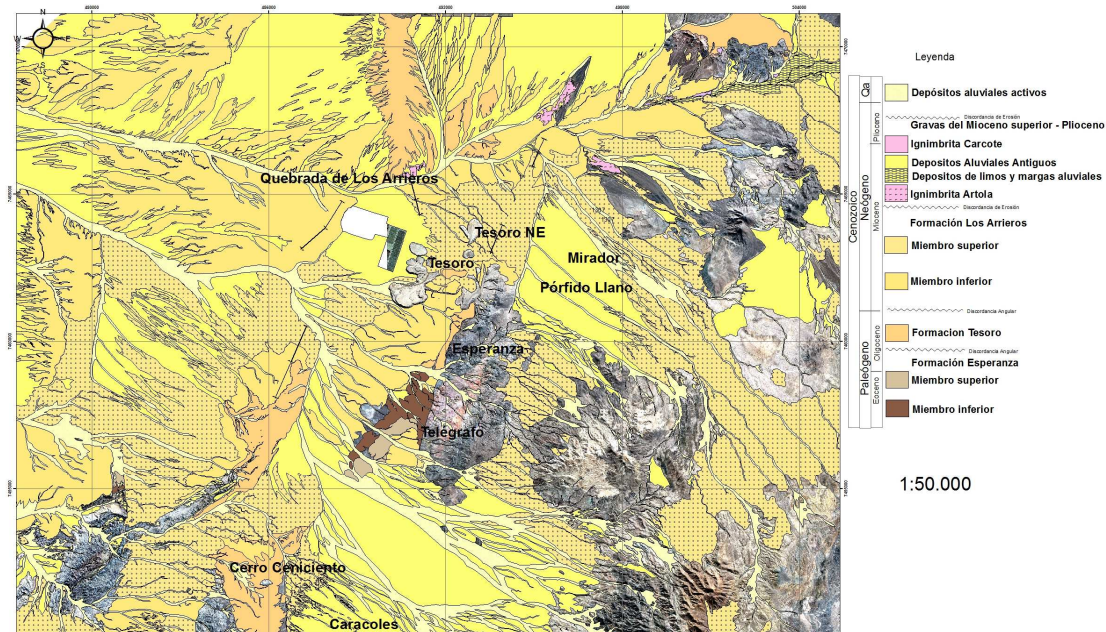 N
W
E
S
Quebrada de Los Arrieros
Tesoro NE
Tesoro
Mirador
Pórfido Llano
Esperanza
Telégrafo
Cerro Ceniciento
Caracoles
Leyenda
Cenozoico
Paleógeno
Neógeno
Qa
Plioceno
Mioceno
Oligoceno
Eoceno
Depósitos aluviales activos
Discordancia de Erosión
Gravas del Mioceno superior - Plioceno
Ignimbrita Carcote
Depositos Aluviales Antiguos
Depositos de limos y margas aluviales
Ignimbrita Artola
Discordancia de Erosión
Formación Los Arrieros
Miembro superior
Miembro inferior
Discordancia Angular
Formacion Tesoro
Discordancia Angular
Formación Esperanza
Miembro superior
Miembro inferior
1:50.000